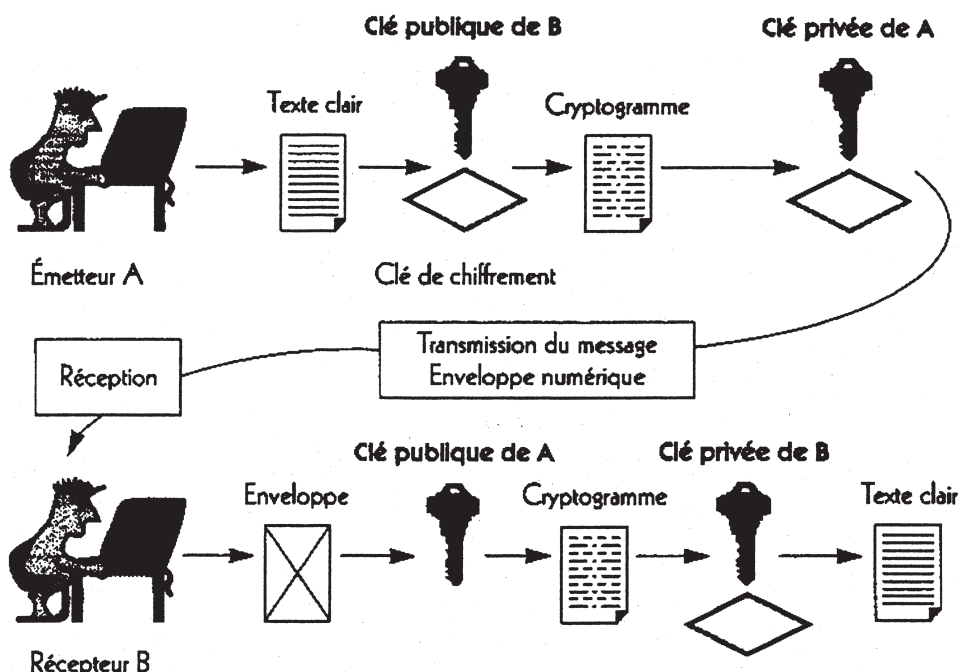 Clé publique de B
Clé privée de A
Texte clair
Cryptogramme
Émetteur A
Clé de chiffrement
Transmission du message
Enveloppe numérique
Réception
Clé publique de A
Clé privée de B
Enveloppe
Cryptogramme
Texte clair
Récepteur B